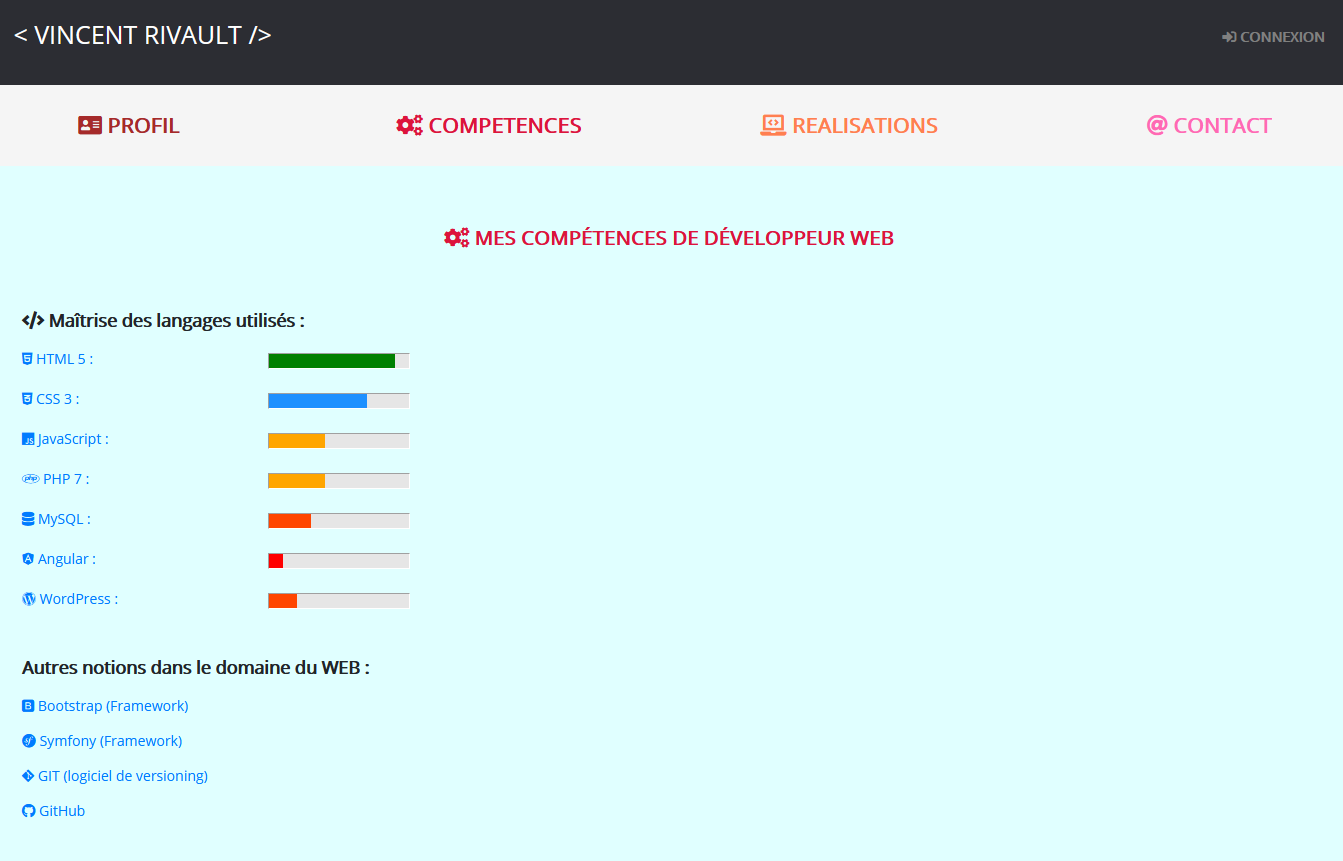 < VINCENT RIVAULT />
CONNEXION
PROFIL
COMPETENCES
REALISATIONS
@ CONTACT
MES COMPÉTENCES DE DÉVELOPPEUR WEB
</> Maîtrise des langages utilisés :
HTML 5 :
CSS 3 :
JavaScript :
PHP 7 :
MySQL :
Angular :
WordPress :
Autres notions dans le domaine du WEB :
Bootstrap (Framework)
Symfony (Framework)
GIT (logiciel de versioning)
GitHub